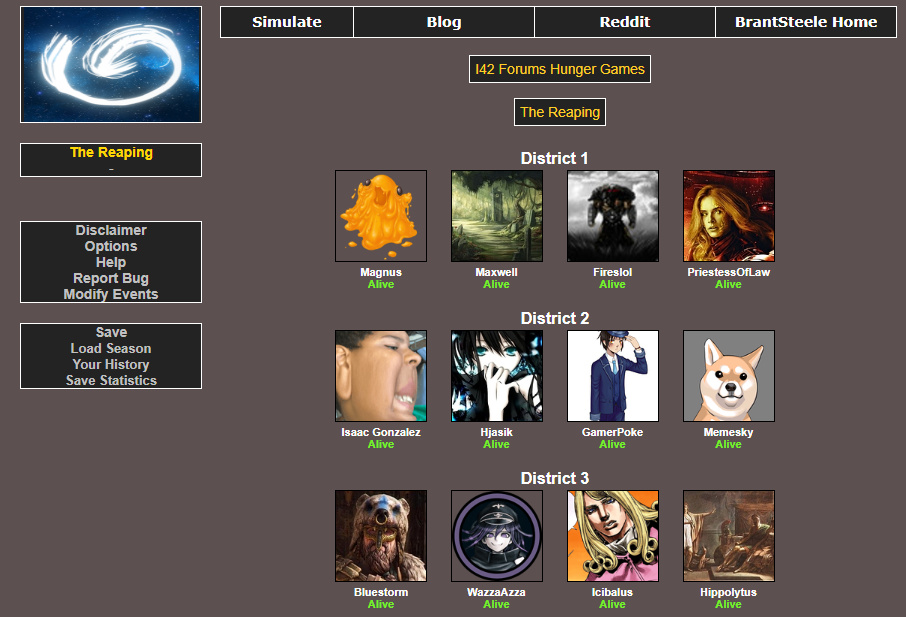 Simulate
Blog
Reddit
BrantSteele Home
I42 Forums Hunger Games
The Reaping
The Reaping
-
Disclaimer
Options
Help
Report Bug
Modify Events
Save
Load Season
Your History
Save Statistics
District 1
Magnus
Alive
Maxwell
Alive
Fireslol
Alive
PriestessOfLaw
Alive
District 2
Isaac Gonzalez
Alive
Hjasik
Alive
GamerPoke
Alive
Memesky
Alive
District 3
Bluestorm
Alive
WazzaAzza
Alive
Icibalus
Alive
Hippolytus
Alive